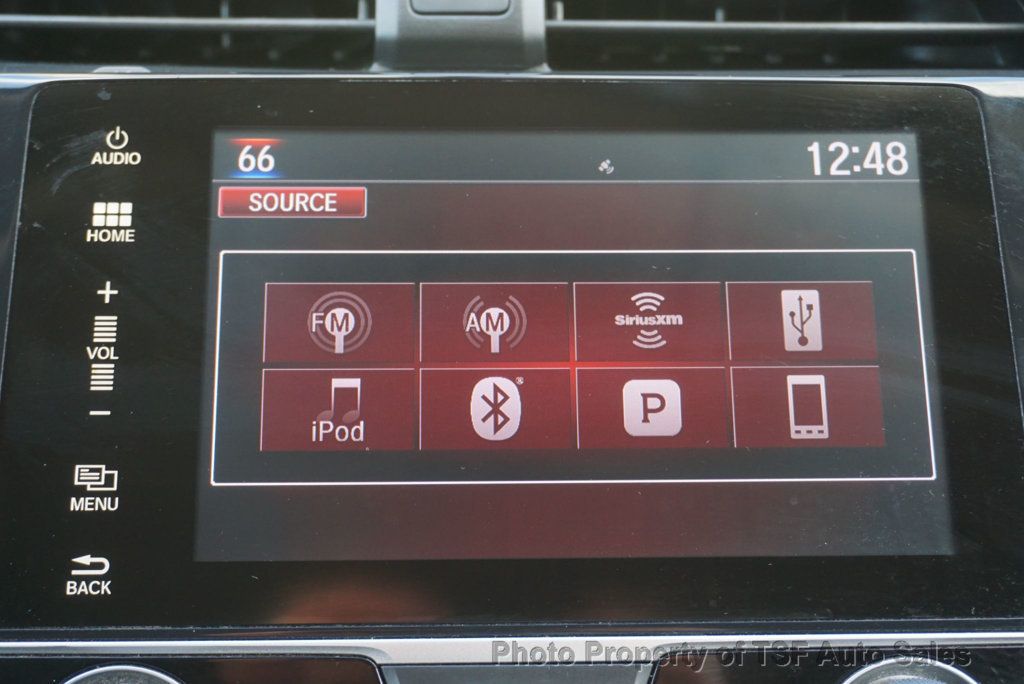 AUDIO
66
12:48
SOURCE
HOME
FM
AM
SiriusXM
VOL
iPod
P
MENU
BACK
Photo Property of TSF Auto Sales